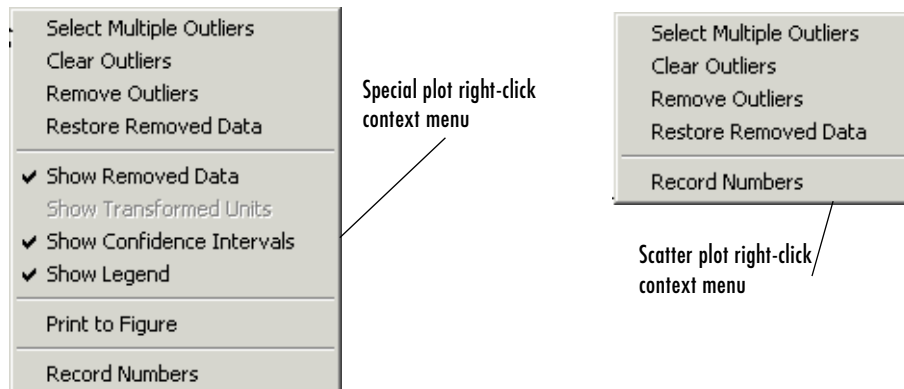 Select Multiple Outliers
Clear Outliers
Remove Outliers
Restore Removed Data
Show Removed Data
Show Transformed Units
Show Confidence Intervals
Show Legend
Print to Figure
Record Numbers
Special plot right-click
context menu
Select Multiple Outliers
Clear Outliers
Remove Outliers
Restore Removed Data
Record Numbers
Scatter plot right-click
context menu